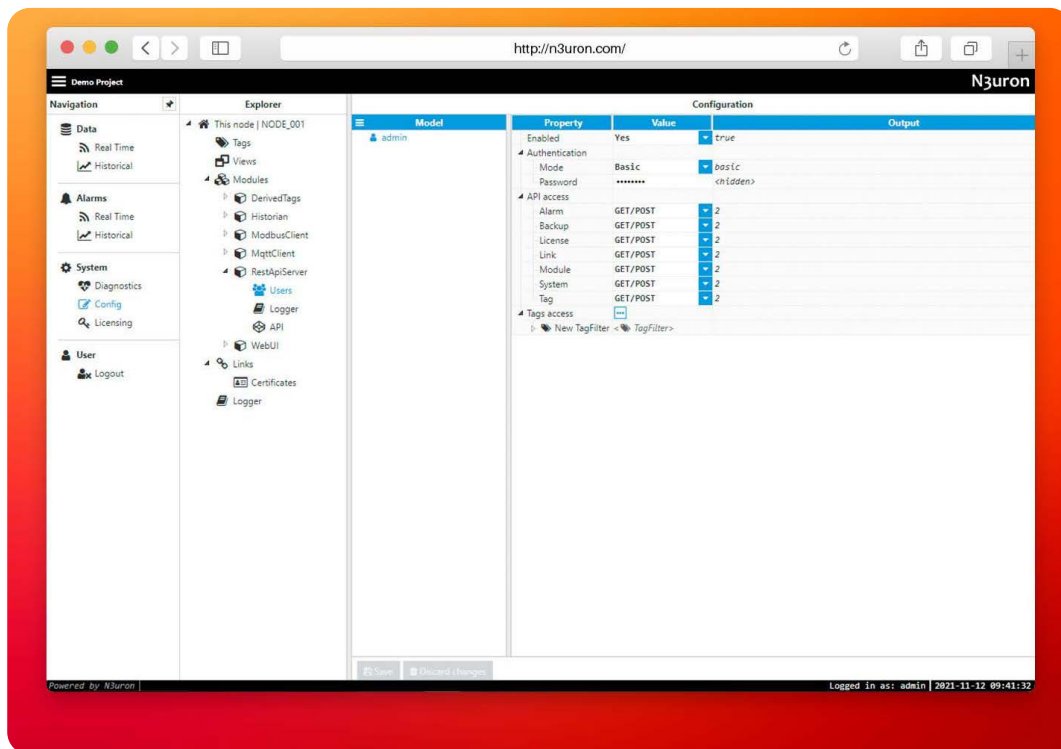 http://n3uron.com/
Demo Project
N3uron
Navigation
Data
Real Time
Historical
Alarms
Real Time
Historical
System
Diagnostics
Config
Licensing
User
Logout
Explorer
This node | NODE_001
Tags
Views
Modules
DerivedTags
Historian
ModbusClient
MqttClient
RestApiServer
Users
Logger
API
WebUI
Links
Certificates
Logger
Configuration
Model
admin
Property Value Output
Enabled Yes true
Authentication
Mode Basic basic
Password •••••••• <hidden>
API access
Alarm GET/POST 2
Backup GET/POST 2
License GET/POST 2
Link GET/POST 2
Module GET/POST 2
System GET/POST 2
Tag GET/POST 2
Tags access
New TagFilter < TagFilter>
Save Discard changes
Powered by N3uron
Logged in as: admin 2021-11-12 09:41:32